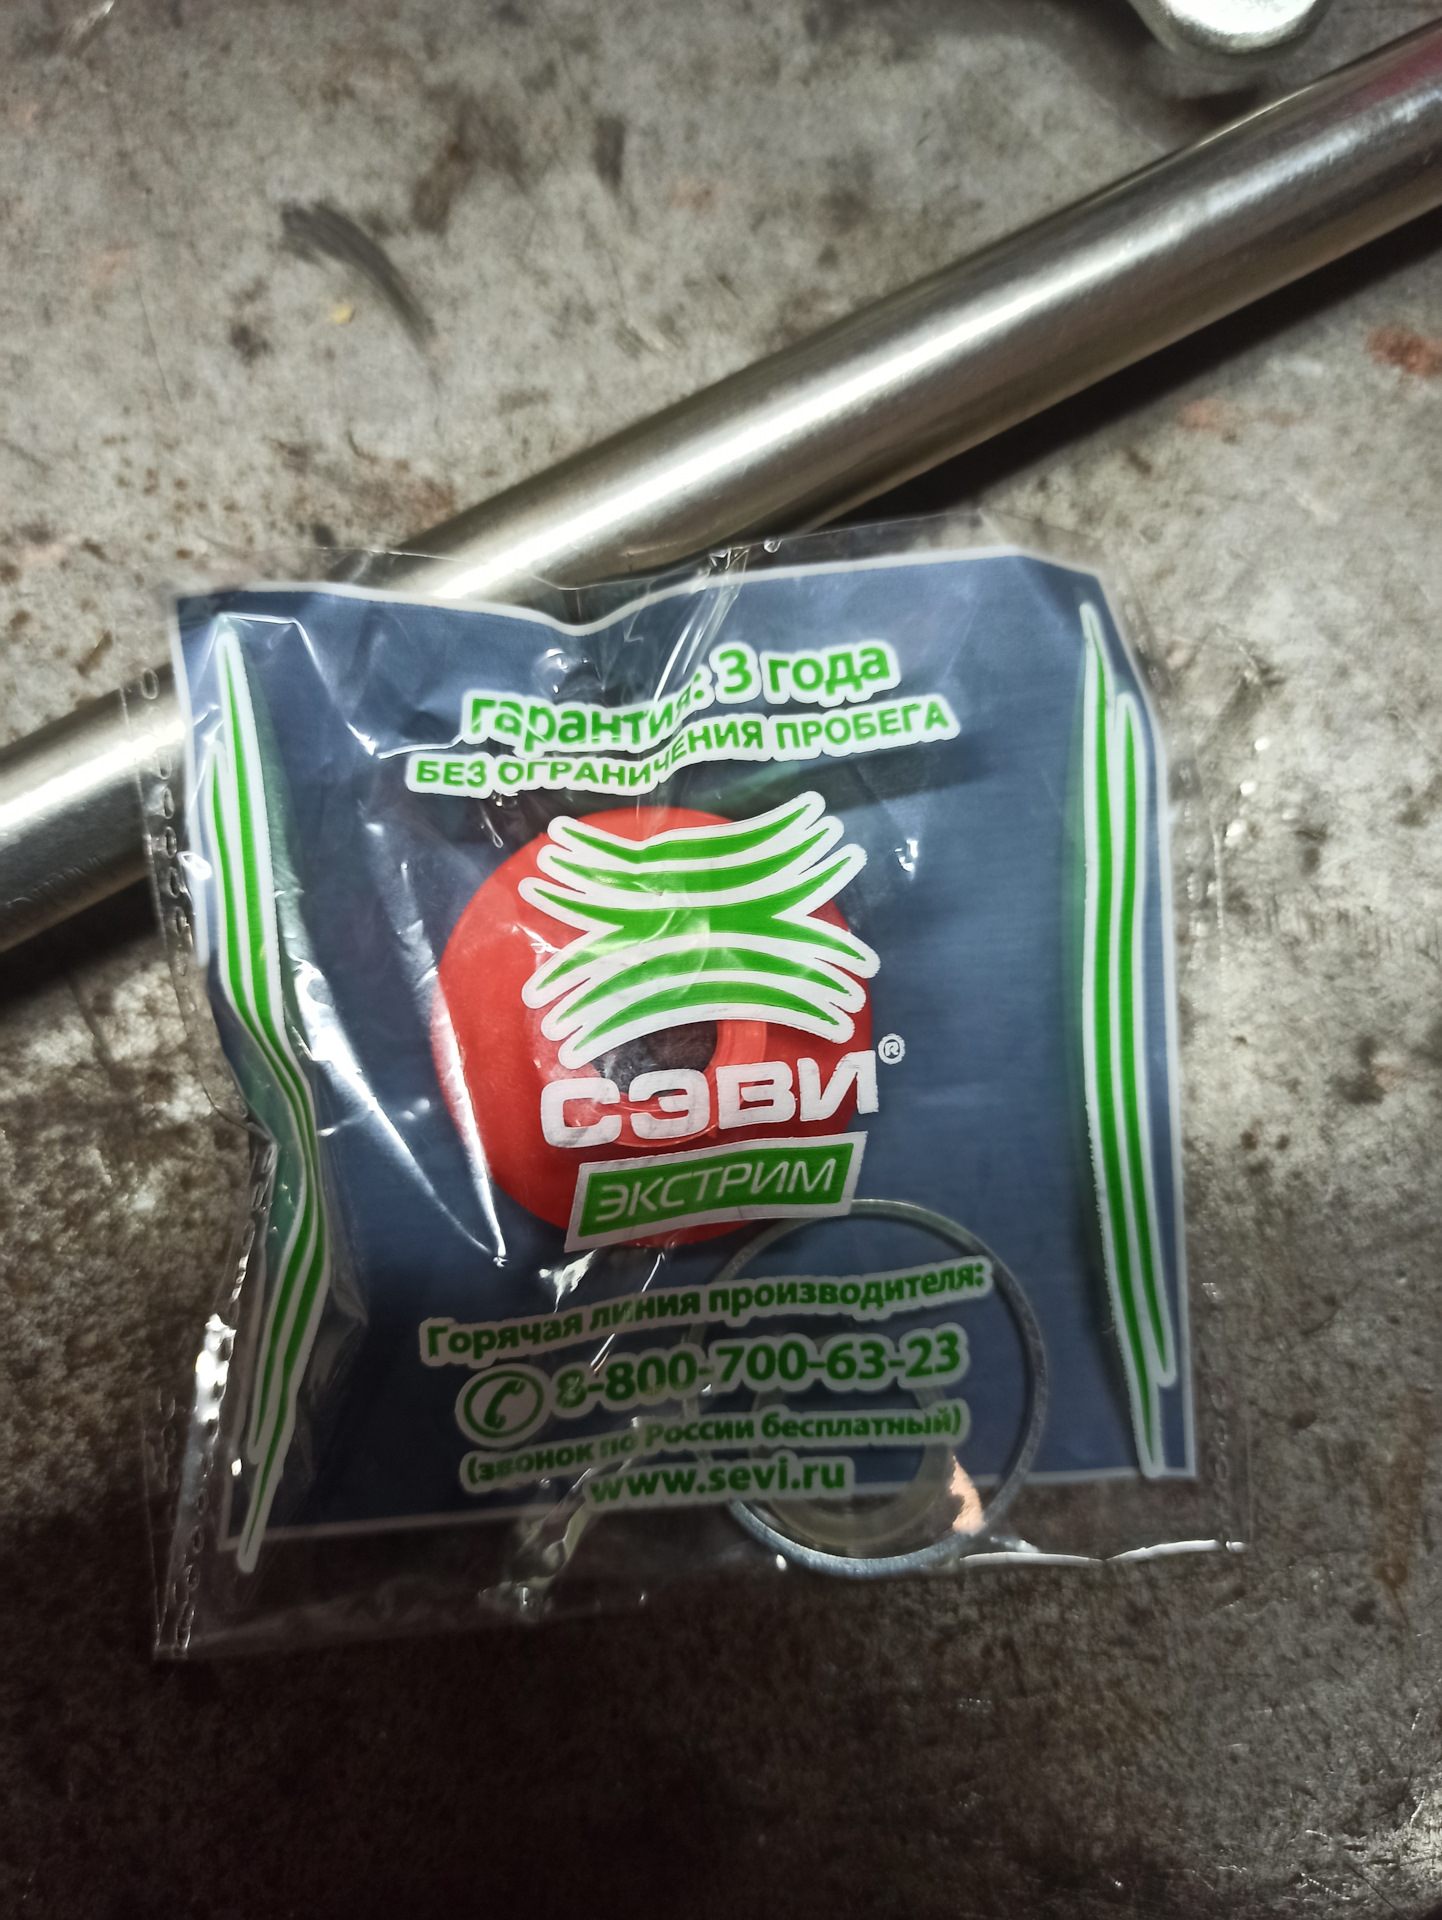 гарантия: 3 года
БЕЗ ОГРАНИЧЕНИЯ ПРОБЕГА
СЭВИ®
ЭКСТРИМ
Горячая линия производителя:
8-800-700-63-23
(звонок по России бесплатный)
www.sevi.ru